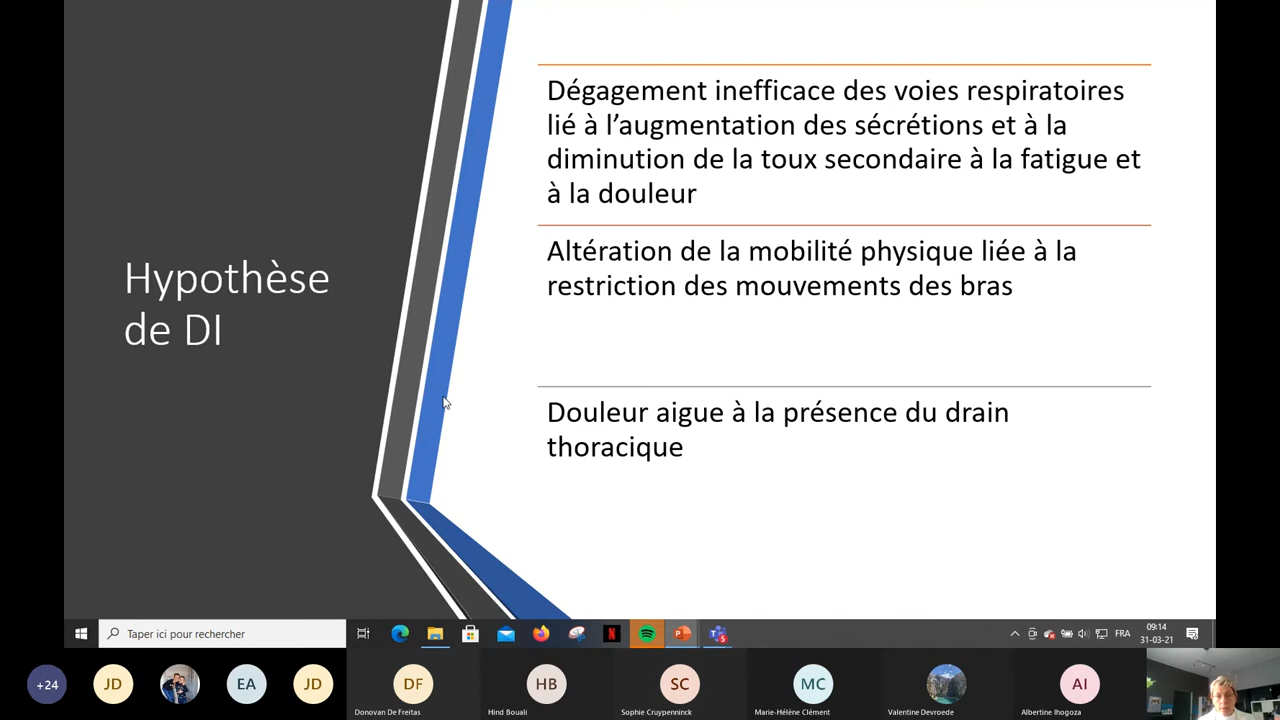 Hypothèse
de DI
Dégagement inefficace des voies respiratoires
lié à l’augmentation des sécrétions et à la
diminution de la toux secondaire à la fatigue et
à la douleur
Altération de la mobilité physique liée à la
restriction des mouvements des bras
Douleur aigue à la présence du drain
thoracique
Taper ici pour rechercher
N
5
FRA
09:14
31-03-21
+24
JD
EA
JD
DF
HB
SC
MC
AI
Donovan De Freitas
Hind Bouali
Sophie Cruypenninck
Marie-Hélène Clément
Valentine Devroede
Albertine Ihogoza